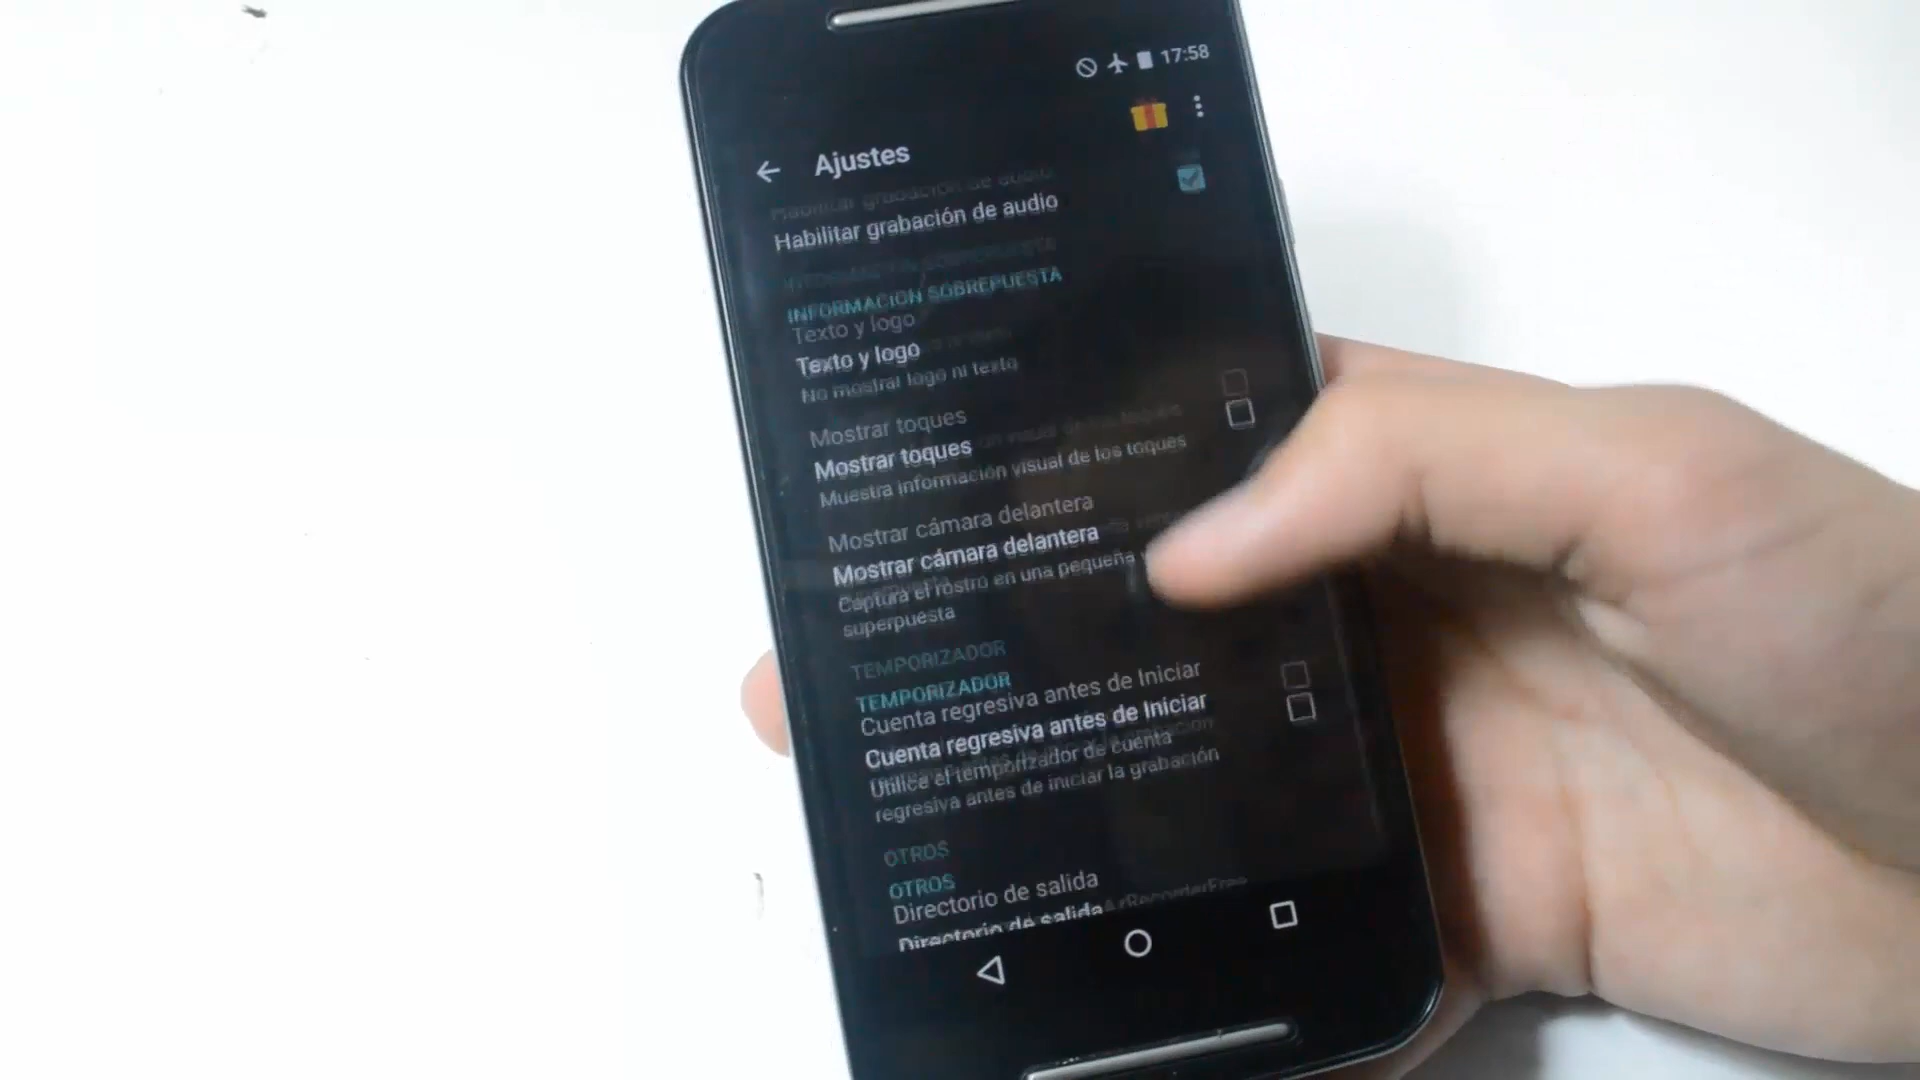 17:58
Ajustes
Habilitar grabación de audio
INFORMACIÓN SOBREPUESTA
Texto y logo
No mostrar logo ni texto
Mostrar toques
Muestra información visual de los toques
Mostrar cámara delantera
Captura el rostro en una pequeña
superpuesta
TEMPORIZADOR
Cuenta regresiva antes de Iniciar
Utilice el temporizador de cuenta
regresiva antes de iniciar la grabación
OTROS
Directorio de salida